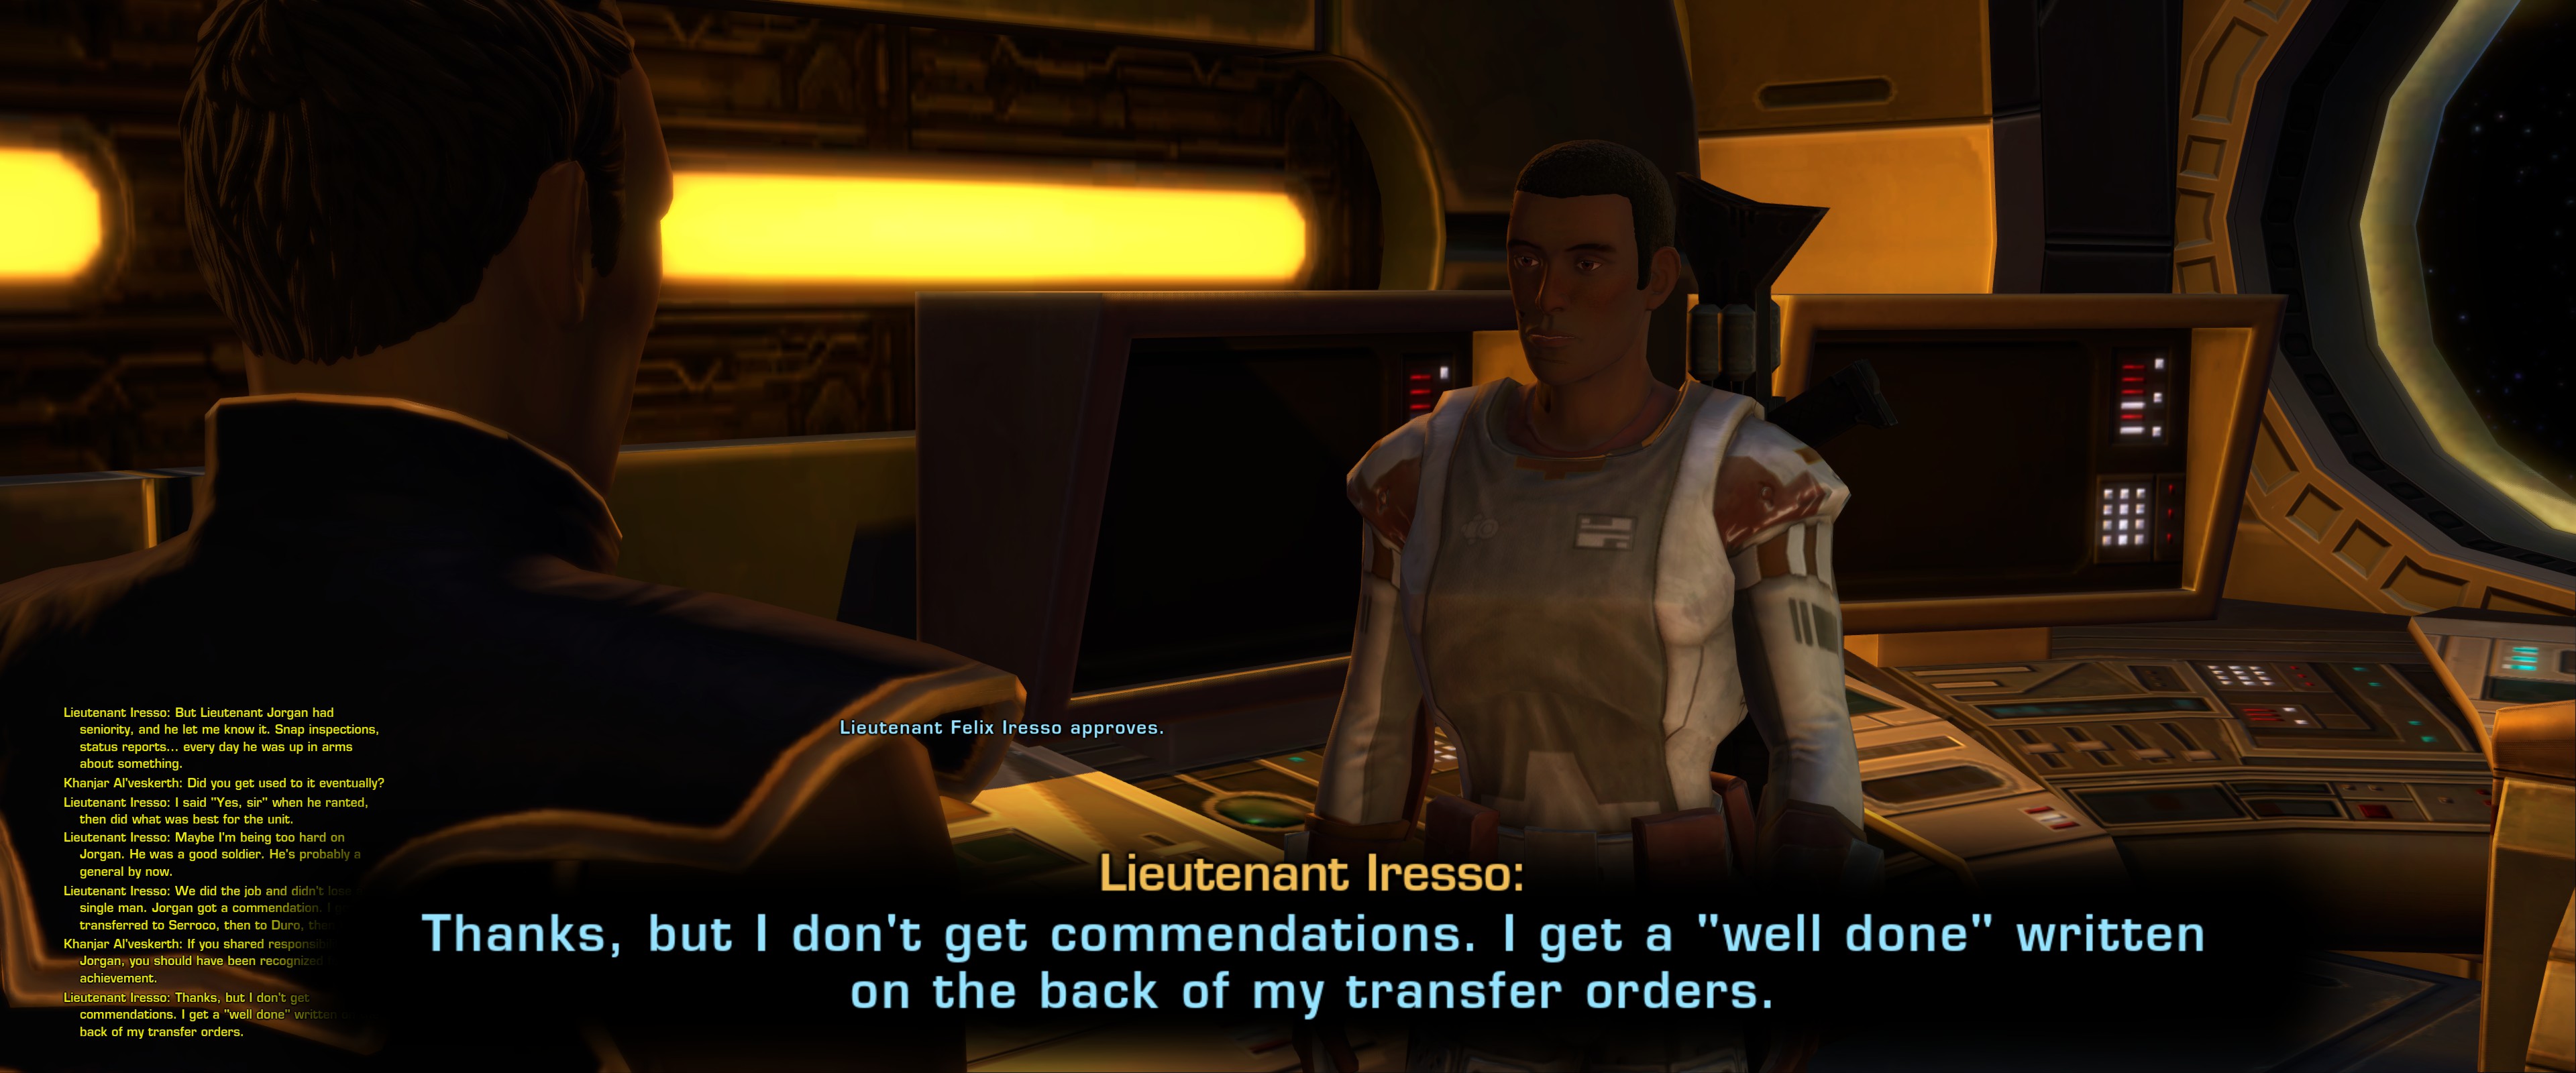 Lieutenant Iresso: But Lieutenant Jorgan had
seniority, and he let me know it. Snap inspections,
status reports... every day he was up in arms
about something.
Khanjar Al'veskerth: Did you get used to it eventually?
Lieutenant Iresso: I said "Yes, sir" when he ranted,
then did what was best for the unit.
Lieutenant Iresso: Maybe I'm being too hard on
Jorgan. He was a good soldier. He's probably a
general by now.
Lieutenant Iresso: We did the job and didn't lose
single man. Jorgan got a commendation. I
transferred to Serroco, then to Duro, then
Khanjar Al'veskerth: If you shared
Jorgan, you should have been recognized
achievement.
Lieutenant Iresso: Thanks, but I don't get
commendations. I get a "well done" written
back of my transfer orders.
Lieutenant Felix Iresso approves.
Lieutenant Iresso:
Thanks, but I don't get commendations. I get a "well done" written
on the back of my transfer orders.